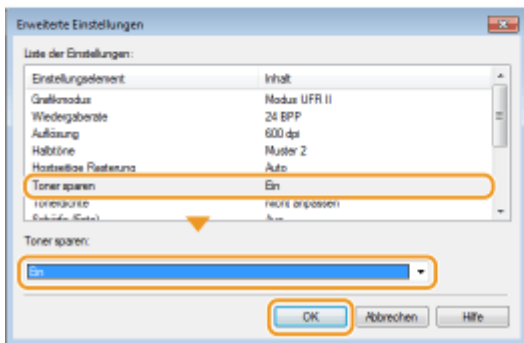 Erweiterte Einstellungen
Liste der Einstellungen:
Einstellungselement Inhalt
Grafikmodus Modus UFR II
Wiedergaberate 24 BPP
Auflösung 600 dpi
Halbtöne Muster 2
Hostseitige Rasterung Auto
Toner sparen Ein
Tonerdichte Nicht anpassen
Toner sparen:
Ein
OK Abbrechen Hilfe